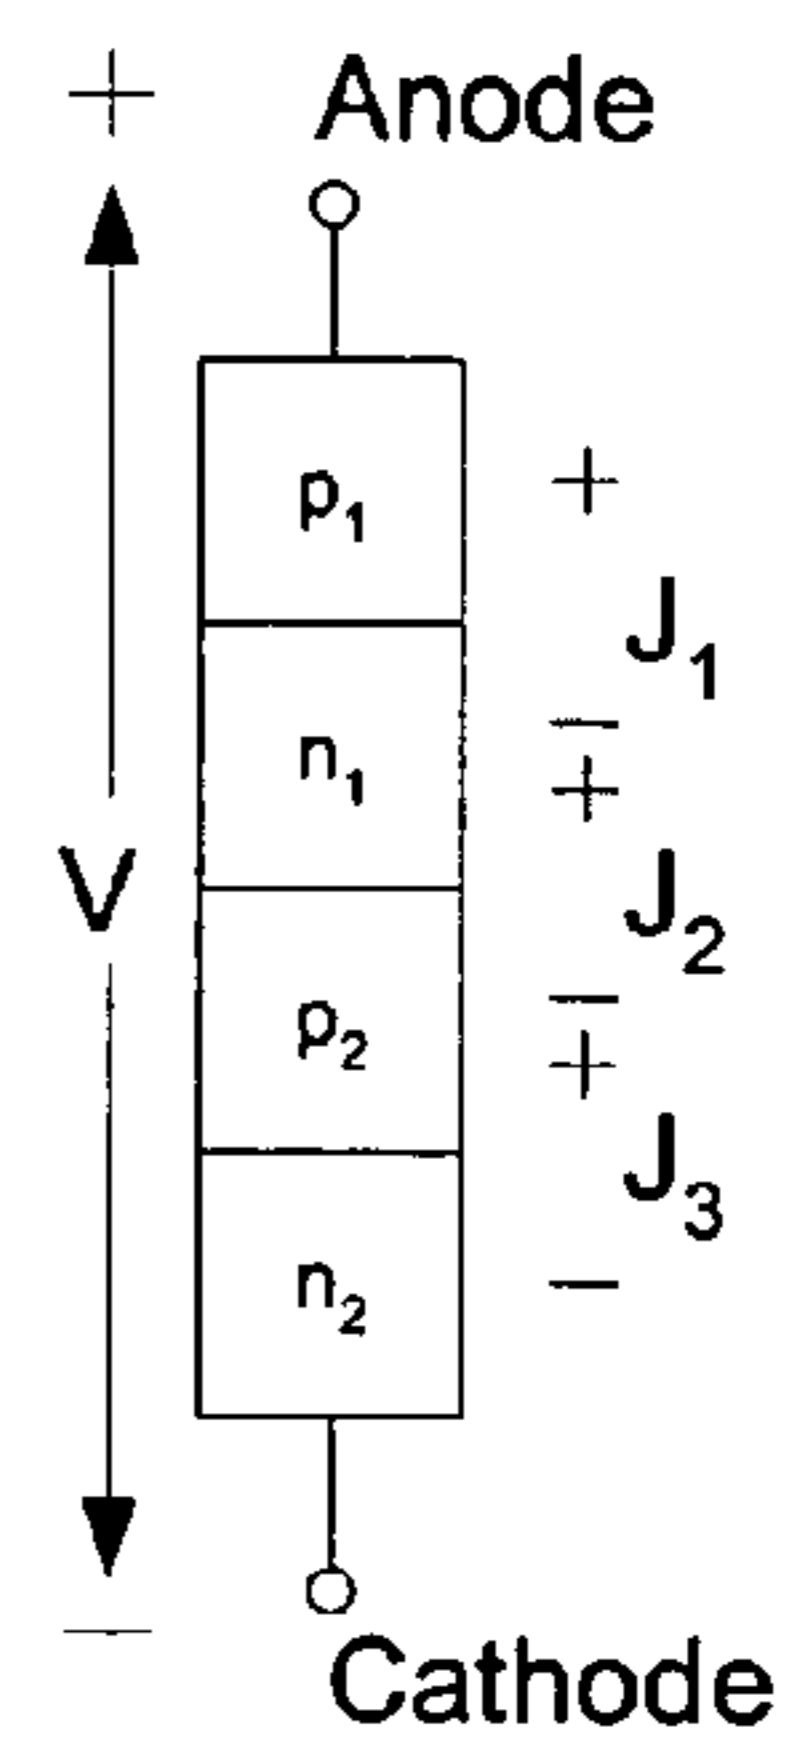 + Anode
p₁
+
J₁
n₁
−
+
V
J₂
−
p₂
+
J₃
n₂
−
−
Cathode